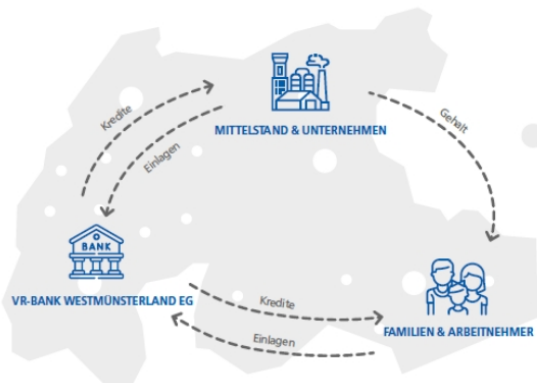 Kredite
Einlagen
MITTELSTAND & UNTERNEHMEN
Gehalt
BANK
VR-BANK WESTMÜNSTERLAND EG
Kredite
Einlagen
FAMILIEN & ARBEITNEHMER